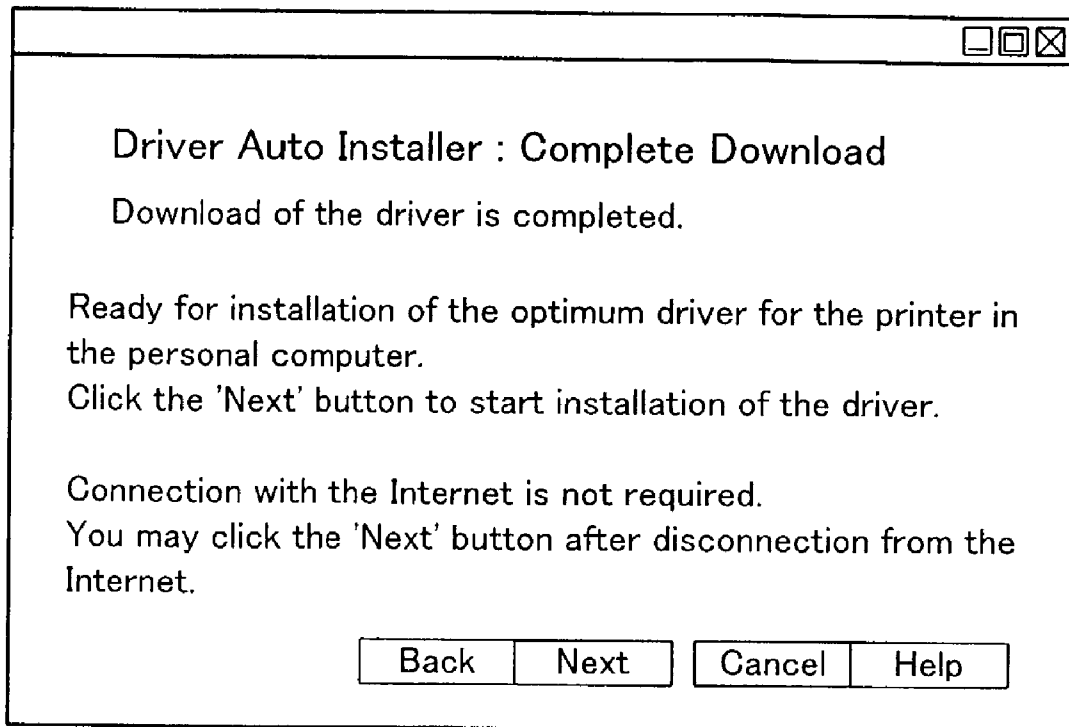 Driver Auto Installer : Complete Download
Download of the driver is completed.
Ready for installation of the optimum driver for the printer in
the personal computer.
Click the 'Next' button to start installation of the driver.
Connection with the Internet is not required.
You may click the 'Next' button after disconnection from the
Internet.
Back Next Cancel Help